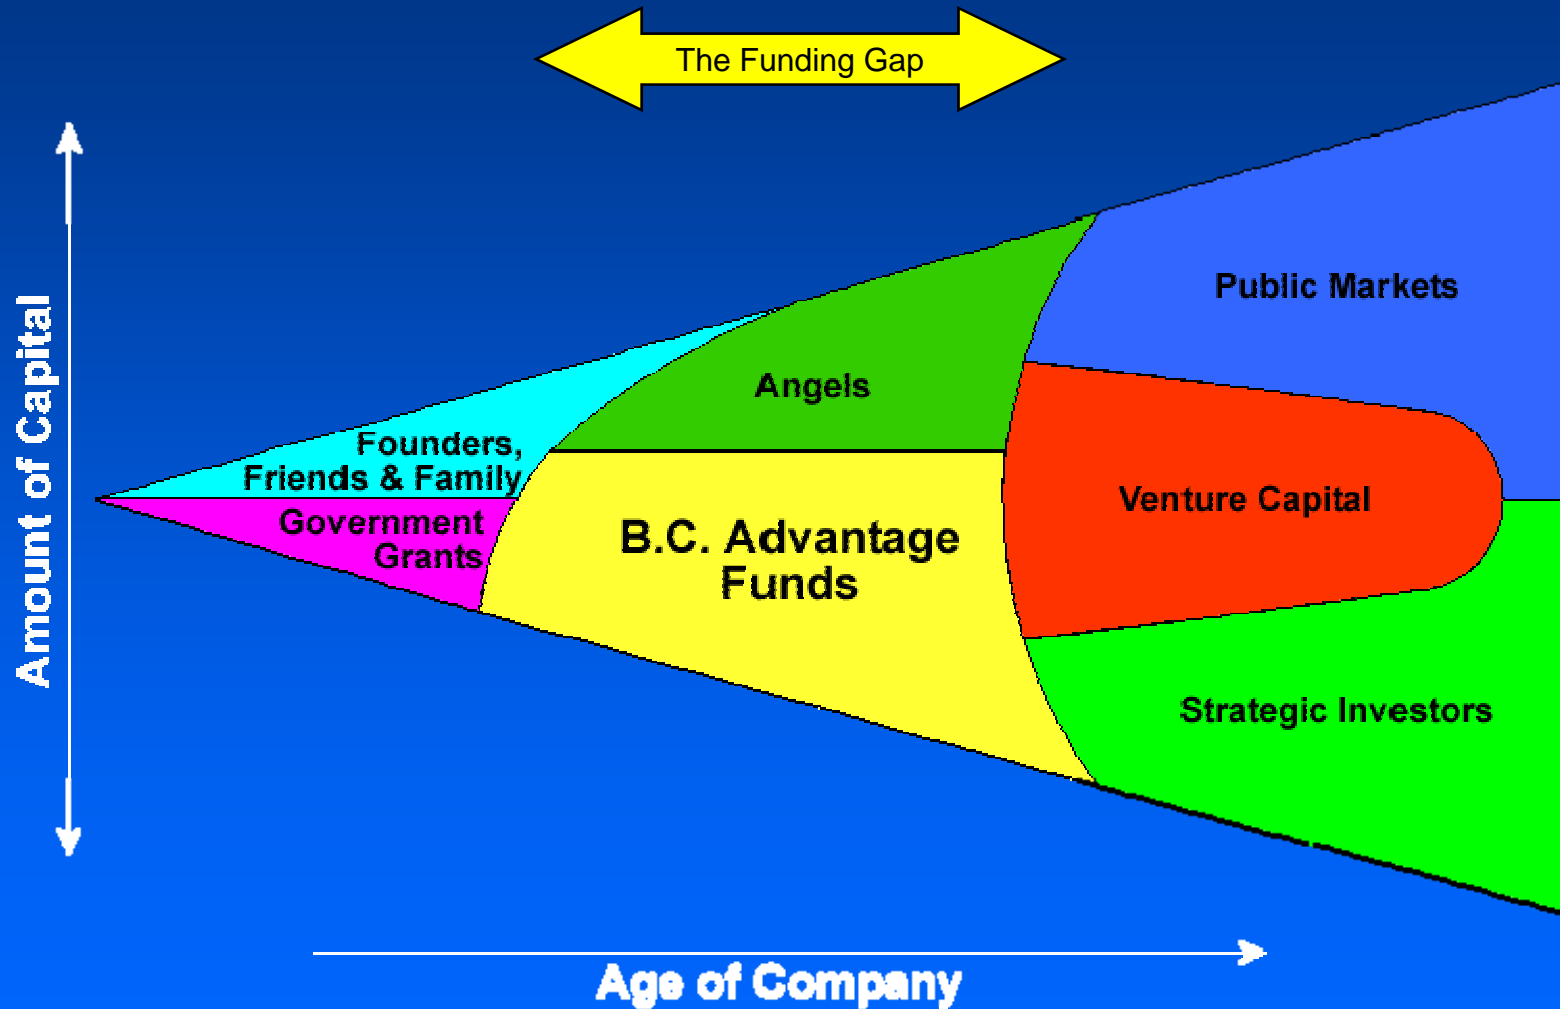 The Funding Gap
Amount of Capital
Public Markets
Angels
Founders,
Friends & Family
Government
Grants
B.C. Advantage
Funds
Venture Capital
Strategic Investors
Age of Company